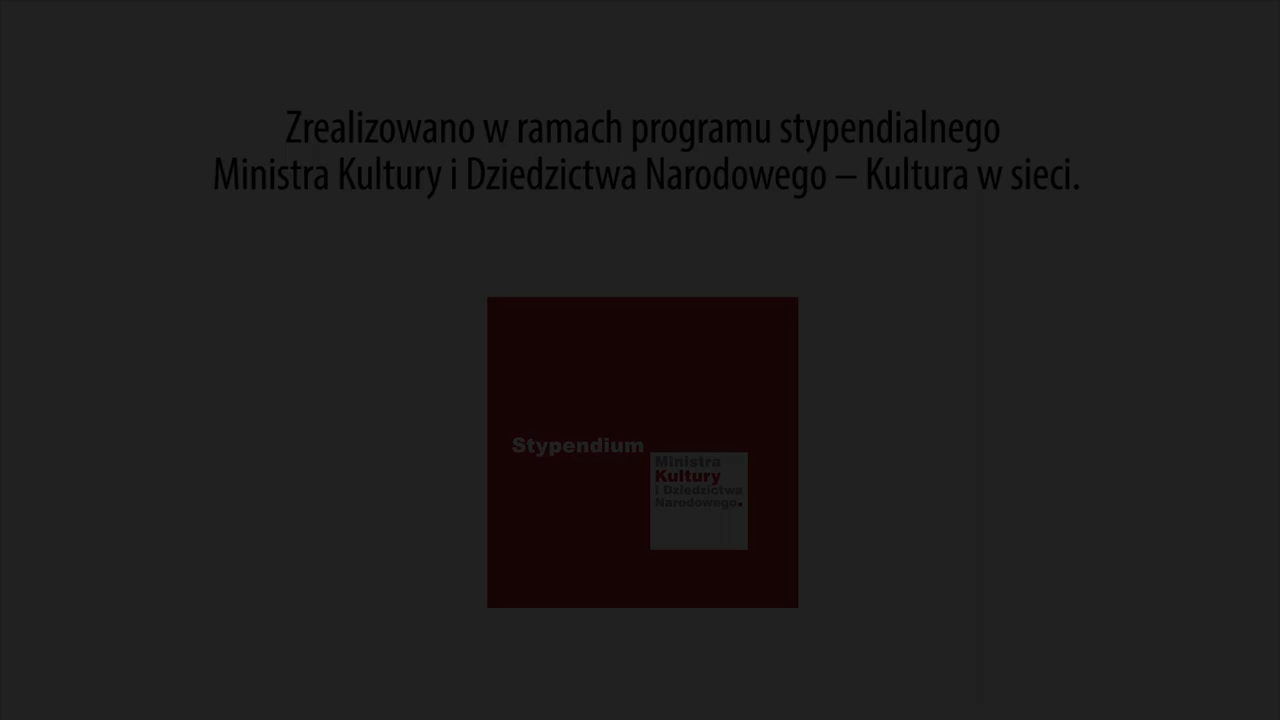 Zrealizowano w ramach programu stypendialnego
Ministra Kultury i Dziedzictwa Narodowego – Kultura w sieci.
Stypendium
Ministra
Kultury
i Dziedzictwa
Narodowego.